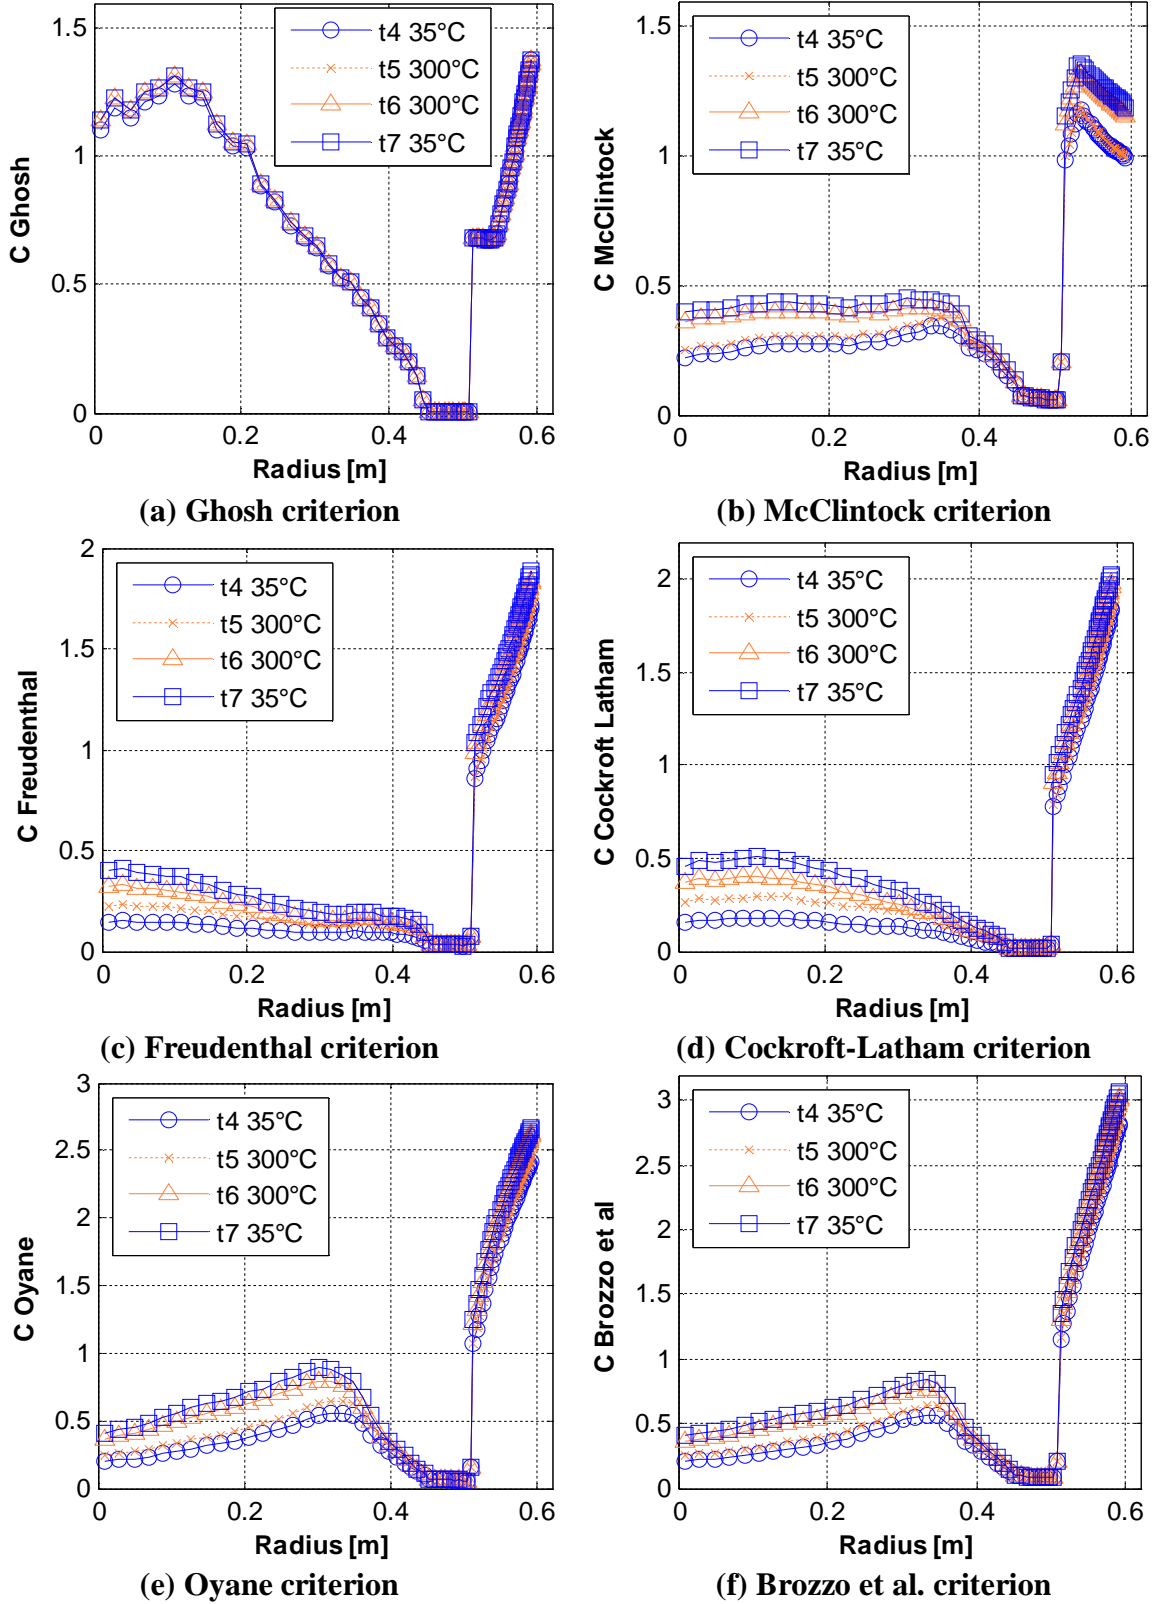 1.5
1
0.5
0
0
0.2
0.4
0.6
C Ghosh
Radius [m]
t4 35°C
t5 300°C
t6 300°C
t7 35°C
(a) Ghosh criterion
1.5
1
0.5
0
0
0.2
0.4
0.6
C McClintock
Radius [m]
t4 35°C
t5 300°C
t6 300°C
t7 35°C
(b) McClintock criterion
2
1.5
1
0.5
0
0
0.2
0.4
0.6
C Freudenthal
Radius [m]
t4 35°C
t5 300°C
t6 300°C
t7 35°C
(c) Freudenthal criterion
2
1.5
1
0.5
0
0
0.2
0.4
0.6
C Cockroft Latham
Radius [m]
t4 35°C
t5 300°C
t6 300°C
t7 35°C
(d) Cockroft-Latham criterion
3
2.5
2
1.5
1
0.5
0
0
0.2
0.4
0.6
C Oyane
Radius [m]
t4 35°C
t5 300°C
t6 300°C
t7 35°C
(e) Oyane criterion
3
2.5
2
1.5
1
0.5
0
0
0.2
0.4
0.6
C Brozzo et al
Radius [m]
t4 35°C
t5 300°C
t6 300°C
t7 35°C
(f) Brozzo et al. criterion